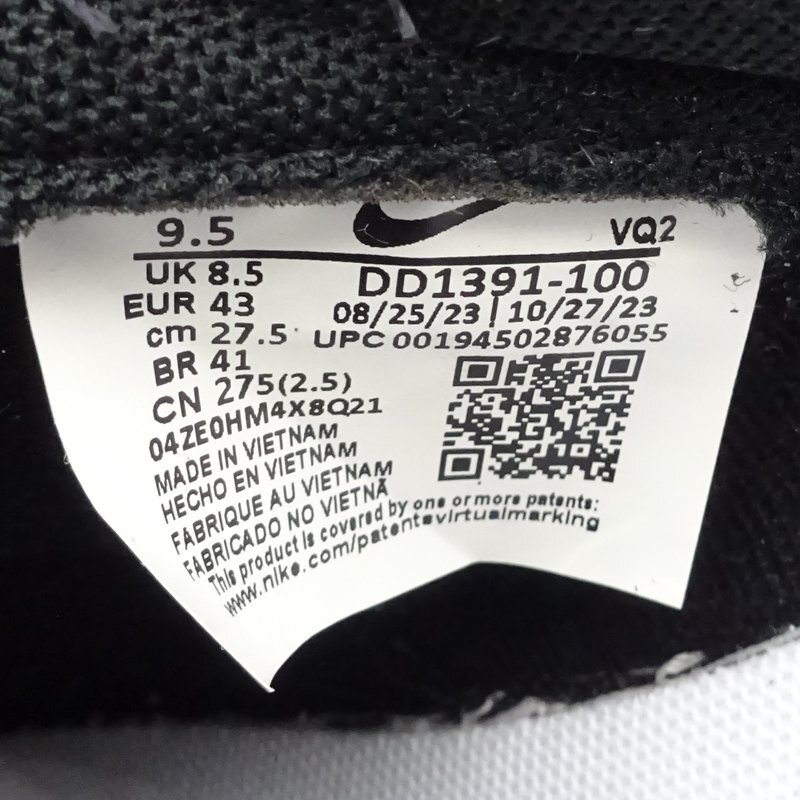 9.5
VQ2
UK 8.5
EUR 43
cm 27.5
BR 41
CN 275(2.5)
DD1391-100
08/25/23 | 10/27/23
UPC 00194502876055
04ZE0HM4X8Q21
MADE IN VIETNAM
HECHO EN VIETNAM
FABRIQUE AU VIETNAM
FABRICADO NO VIETNÃ
This product is covered by one or more patents:
www.nike.com/patentsvirtualmarking